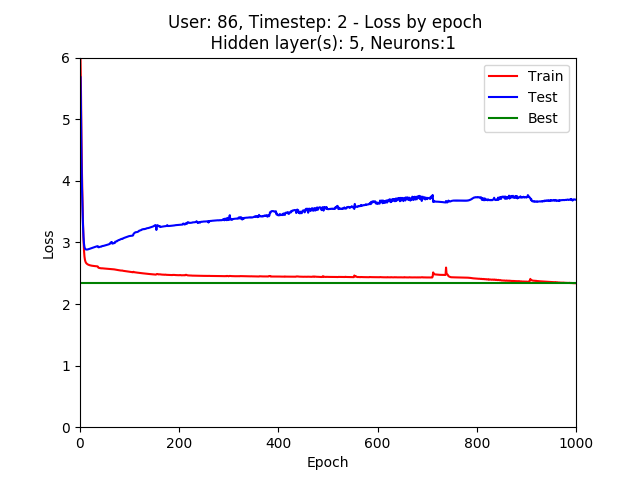 User: 86, Timestep: 2 - Loss by epoch
Hidden layer(s): 5, Neurons:1
Train
Test
Best
6
5
4
3
2
1
0
Loss
0
200
400
600
800
1000
Epoch